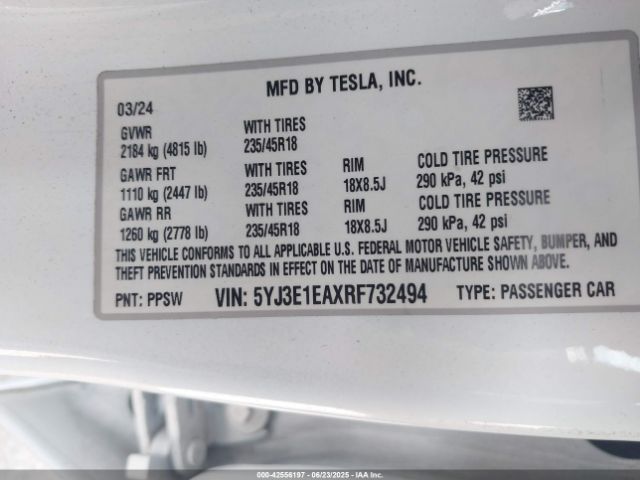 MFD BY TESLA, INC.
03/24
GVWR WITH TIRES
2184 kg (4815 lb) 235/45R18
GAWR FRT WITH TIRES RIM COLD TIRE PRESSURE
1110 kg (2447 lb) 235/45R18 18X8.5J 290 kPa, 42 psi
GAWR RR WITH TIRES RIM COLD TIRE PRESSURE
1260 kg (2778 lb) 235/45R18 18X8.5J 290 kPa, 42 psi
THIS VEHICLE CONFORMS TO ALL APPLICABLE U.S. FEDERAL MOTOR VEHICLE SAFETY, BUMPER, AND
THEFT PREVENTION STANDARDS IN EFFECT ON THE DATE OF MANUFACTURE SHOWN ABOVE.
PNT: PPSW VIN: 5YJ3E1EAXRF732494 TYPE: PASSENGER CAR
000-42556197 - 06/23/2025 - IAA Inc.